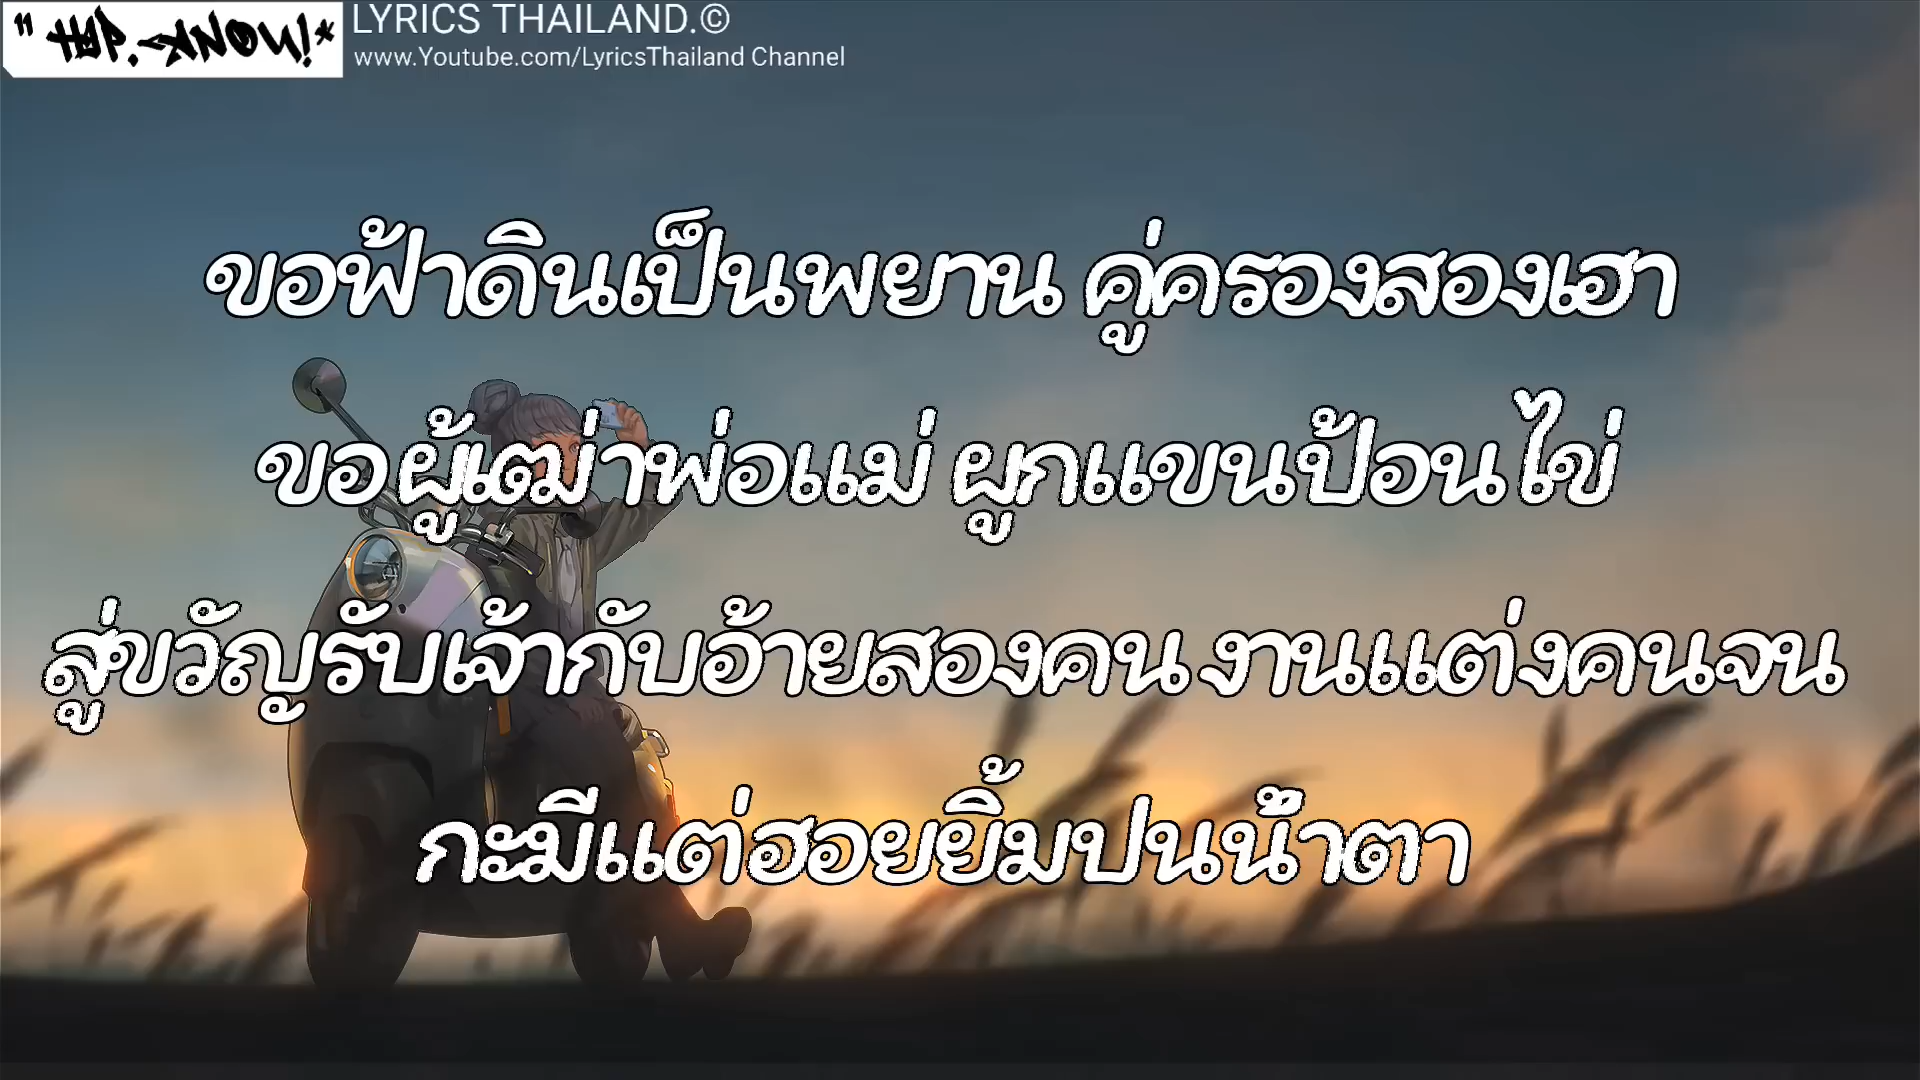 " HYP. -KNOW!*
LYRICS THAILAND.©
www.Youtube.com/LyricsThailand Channel
ขอฟ้าดินเป็นพยาน คู่ครองสองเฮา
ขอ ผู้เฒ่าพ่อแม่ ผูกแขนป้อนไข่
สู่ขวัญรับเจ้ากับอ้ายสองคน งานแต่งคนจน
กะมีแต่ฮอยยิ้มปนน้ำตา